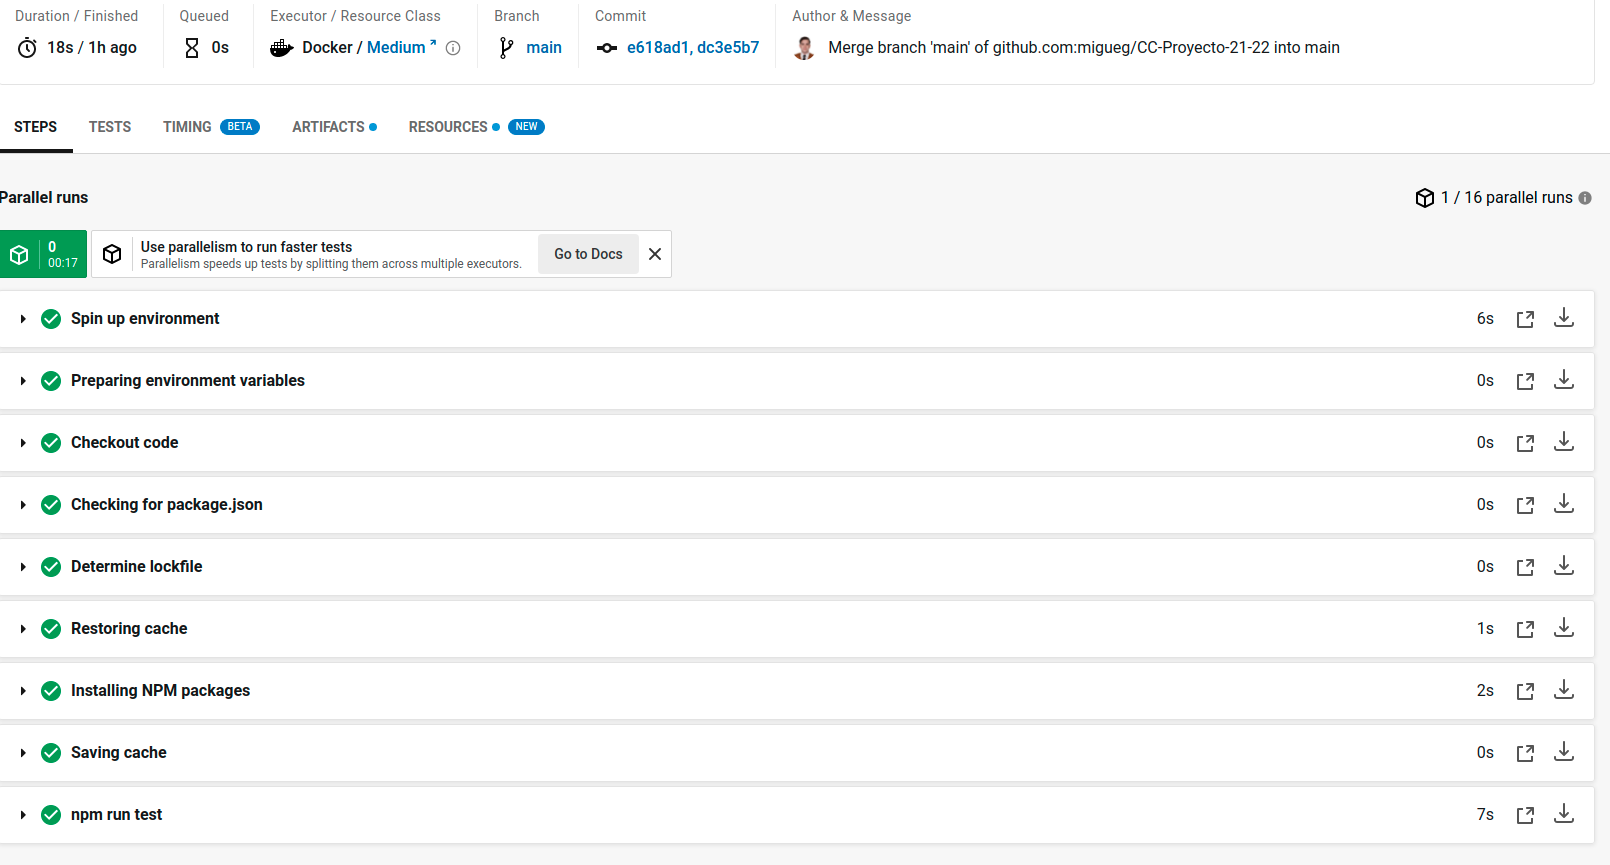 Duration / Finished Queued Executor / Resource Class Branch Commit Author & Message
18s / 1h ago 0s Docker / Medium main e618ad1, dc3e5b7 Merge branch 'main' of github.com:migueg/CC-Proyecto-21-22 into main
STEPS TESTS TIMING BETA ARTIFACTS RESOURCES NEW
Parallel runs 1 / 16 parallel runs
0
00:17
Use parallelism to run faster tests
Parallelism speeds up tests by splitting them across multiple executors.
Go to Docs
Spin up environment 6s
Preparing environment variables 0s
Checkout code 0s
Checking for package.json 0s
Determine lockfile 0s
Restoring cache 1s
Installing NPM packages 2s
Saving cache 0s
npm run test 7s